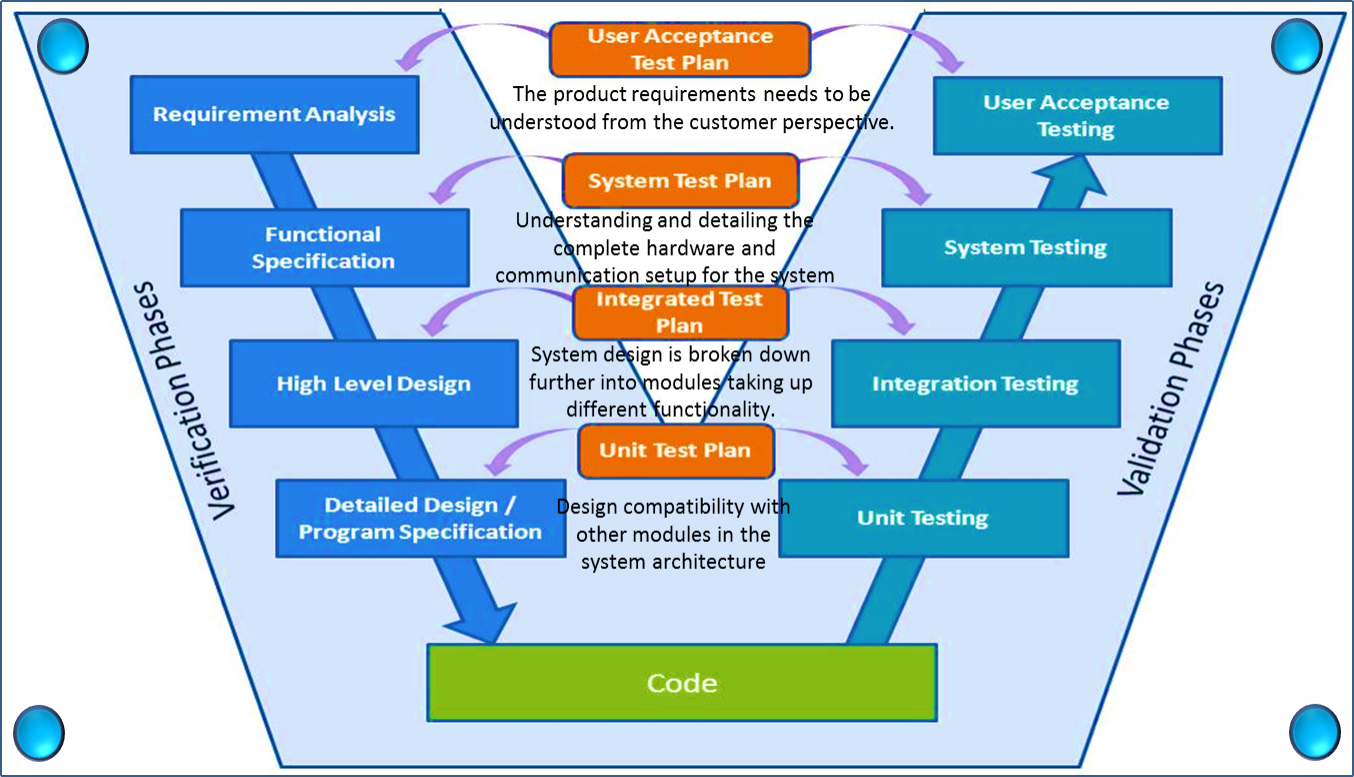 User Acceptance
Test Plan
The product requirements needs to be
understood from the customer perspective.
Requirement Analysis
User Acceptance
Testing
System Test Plan
Understanding and detailing the
complete hardware and
communication setup for the system
Functional
Specification
System Testing
Integrated Test
Plan
System design is broken down
further into modules taking up
different functionality.
High Level Design
Integration Testing
Unit Test Plan
Design compatibility with
other modules in the
system architecture
Detailed Design /
Program Specification
Unit Testing
Code
Verification Phases
Validation Phases